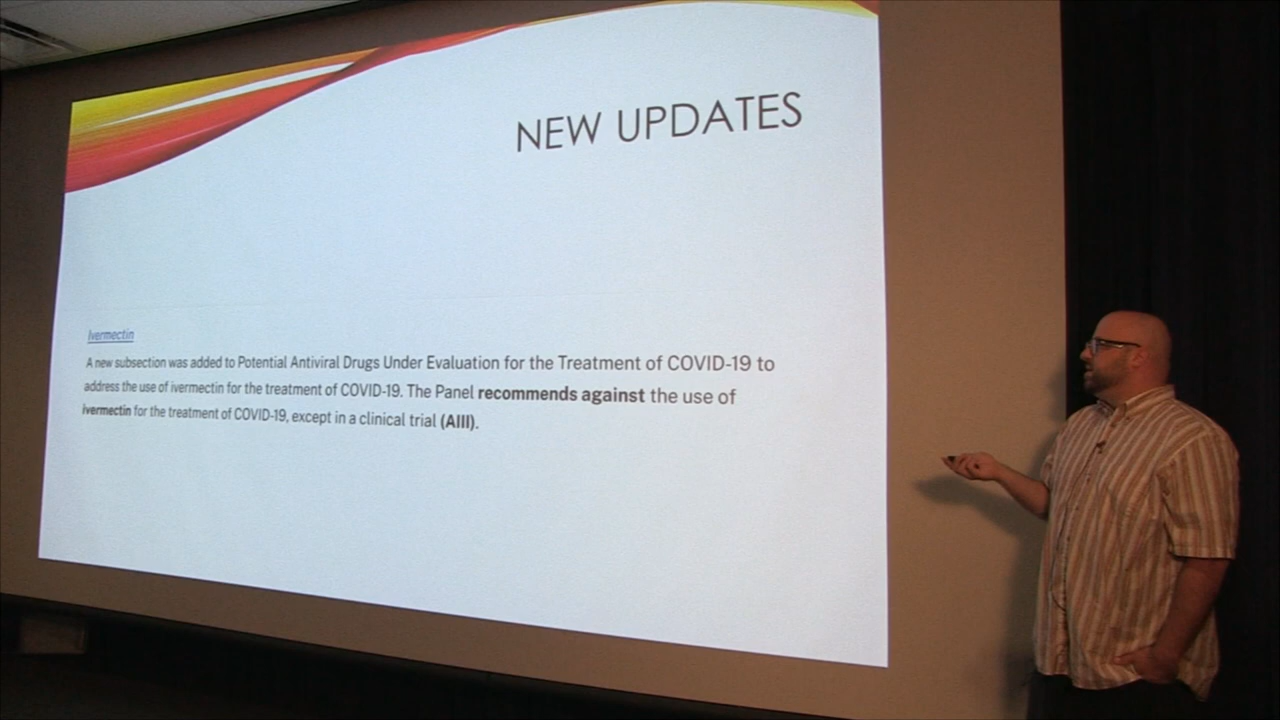 NEW UPDATES
Ivermectin
A new subsection was added to Potential Antiviral Drugs Under Evaluation for the Treatment of COVID-19 to
address the use of ivermectin for the treatment of COVID-19. The Panel recommends against the use of
ivermectin for the treatment of COVID-19, except in a clinical trial (AIII).